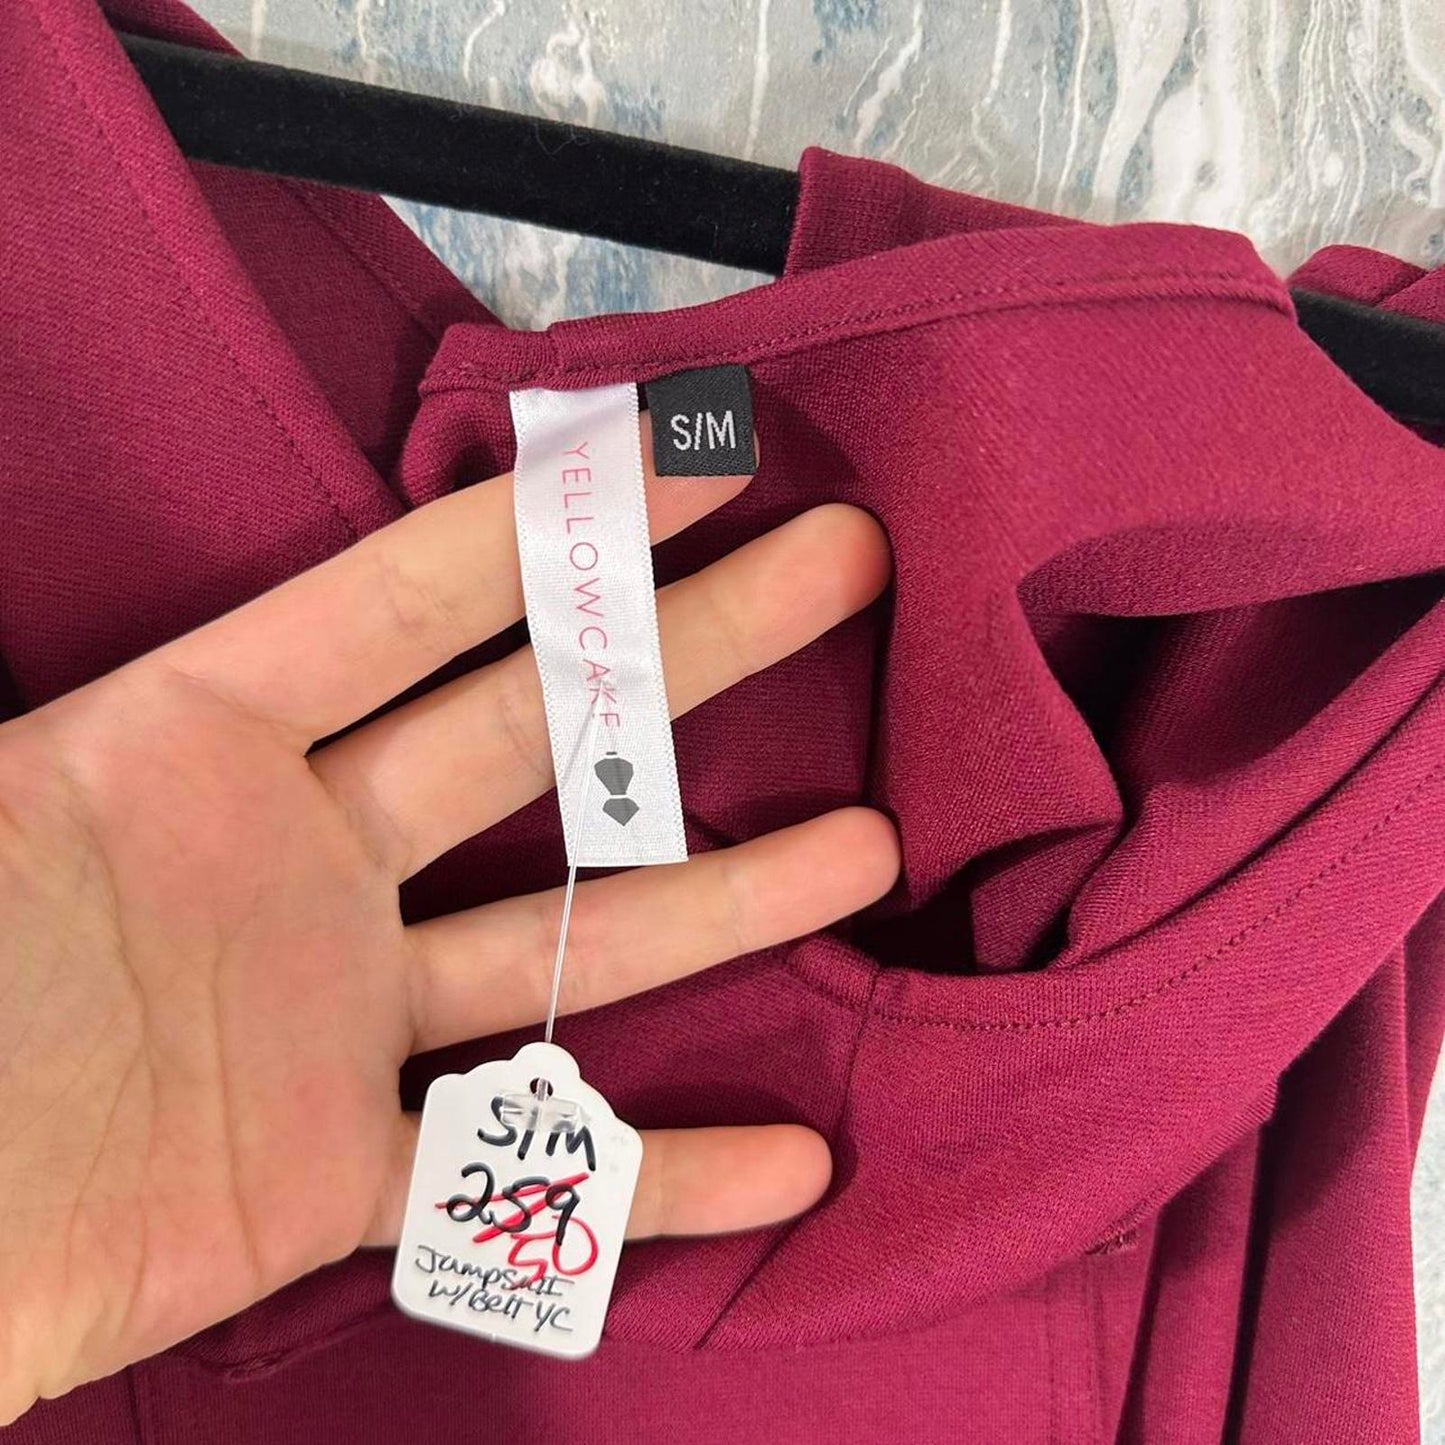 S/M
YELLOWCAKE
S/M
259
50
Jumpsuit
W/Belt YC